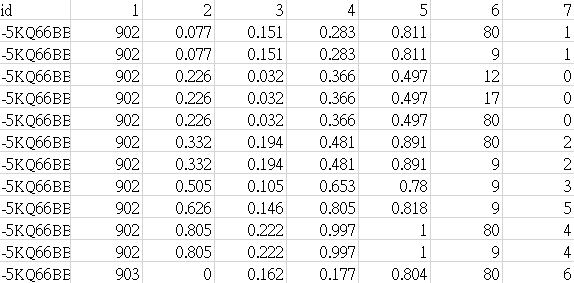 id 1 2 3 4 5 6 7
-5KQ66BB 902 0.077 0.151 0.283 0.811 80 1
-5KQ66BB 902 0.077 0.151 0.283 0.811 9 1
-5KQ66BB 902 0.226 0.032 0.366 0.497 12 0
-5KQ66BB 902 0.226 0.032 0.366 0.497 17 0
-5KQ66BB 902 0.226 0.032 0.366 0.497 80 0
-5KQ66BB 902 0.332 0.194 0.481 0.891 80 2
-5KQ66BB 902 0.332 0.194 0.481 0.891 9 2
-5KQ66BB 902 0.505 0.105 0.653 0.78 9 3
-5KQ66BB 902 0.626 0.146 0.805 0.818 9 5
-5KQ66BB 902 0.805 0.222 0.997 1 80 4
-5KQ66BB 902 0.805 0.222 0.997 1 9 4
-5KQ66BB 903 0 0.162 0.177 0.804 80 6